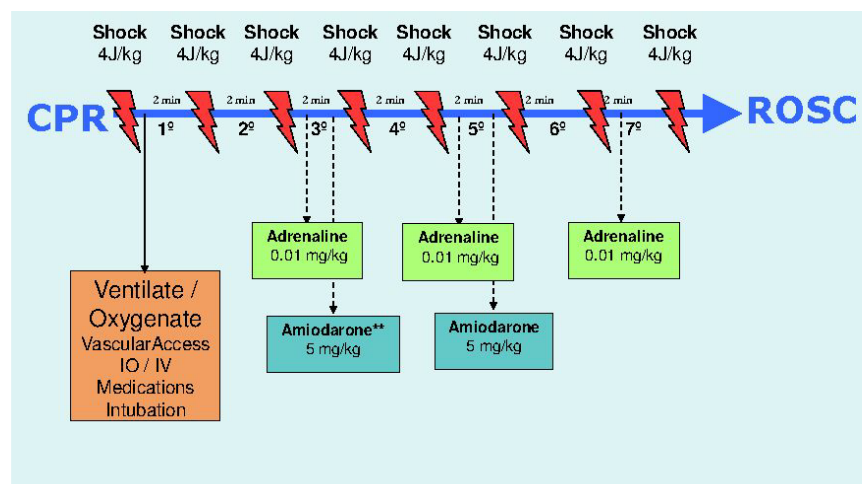 Shock Shock Shock Shock Shock Shock Shock Shock
4J/kg 4J/kg 4J/kg 4J/kg 4J/kg 4J/kg 4J/kg 4J/kg
2 min 2 min 2 min 2 min 2 min 2 min 2 min
CPR ROSC
1º 2º 3º 4º 5º 6º 7º
Adrenaline
0.01 mg/kg
Adrenaline
0.01 mg/kg
Adrenaline
0.01 mg/kg
Ventilate /
Oxygenate
VascularAccess
IO / IV
Medications
Intubation
Amiodarone**
5 mg/kg
Amiodarone
5 mg/kg